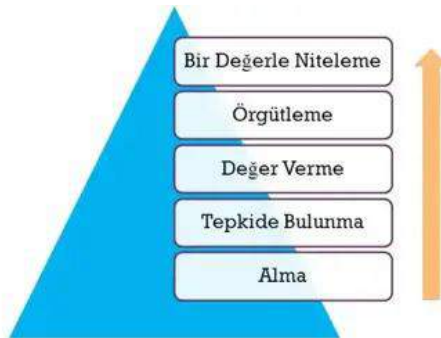 Bir Değerle Niteleme
Örgütleme
Değer Verme
Tepkide Bulunma
Alma